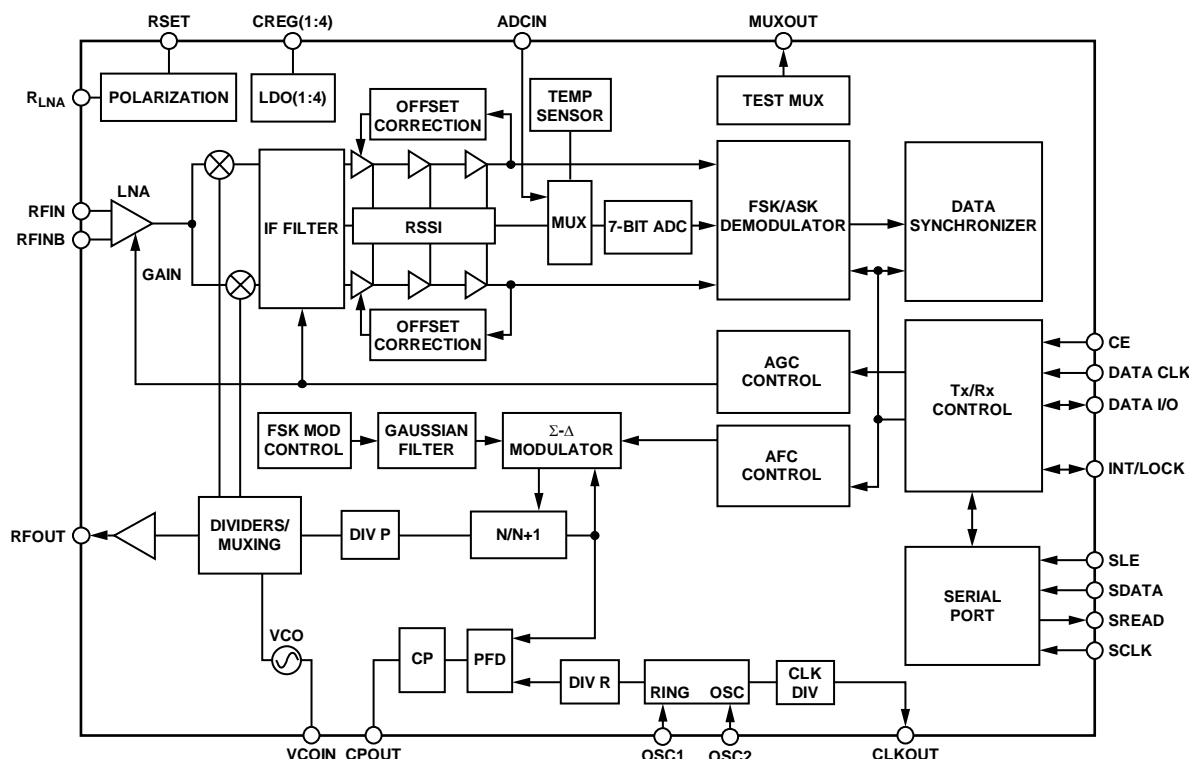 RSET
CREG(1:4)
ADCIN
MUXOUT
RLNA
POLARIZATION
LDO(1:4)
OFFSET
CORRECTION
TEMP
SENSOR
TEST MUX
LNA
RFIN
RFINB
GAIN
IF FILTER
RSSI
MUX
7-BIT ADC
FSK/ASK
DEMODULATOR
DATA
SYNCHRONIZER
OFFSET
CORRECTION
AGC
CONTROL
Tx/Rx
CONTROL
CE
DATA CLK
DATA I/O
INT/LOCK
FSK MOD
CONTROL
GAUSSIAN
FILTER
Σ-Δ
MODULATOR
AFC
CONTROL
RFOUT
DIVIDERS/
MUXING
DIV P
N/N+1
SERIAL
PORT
SLE
SDATA
SREAD
SCLK
VCO
CP
PFD
DIV R
RING
OSC
CLK
DIV
VCOIN
CPOUT
OSC1
OSC2
CLKOUT